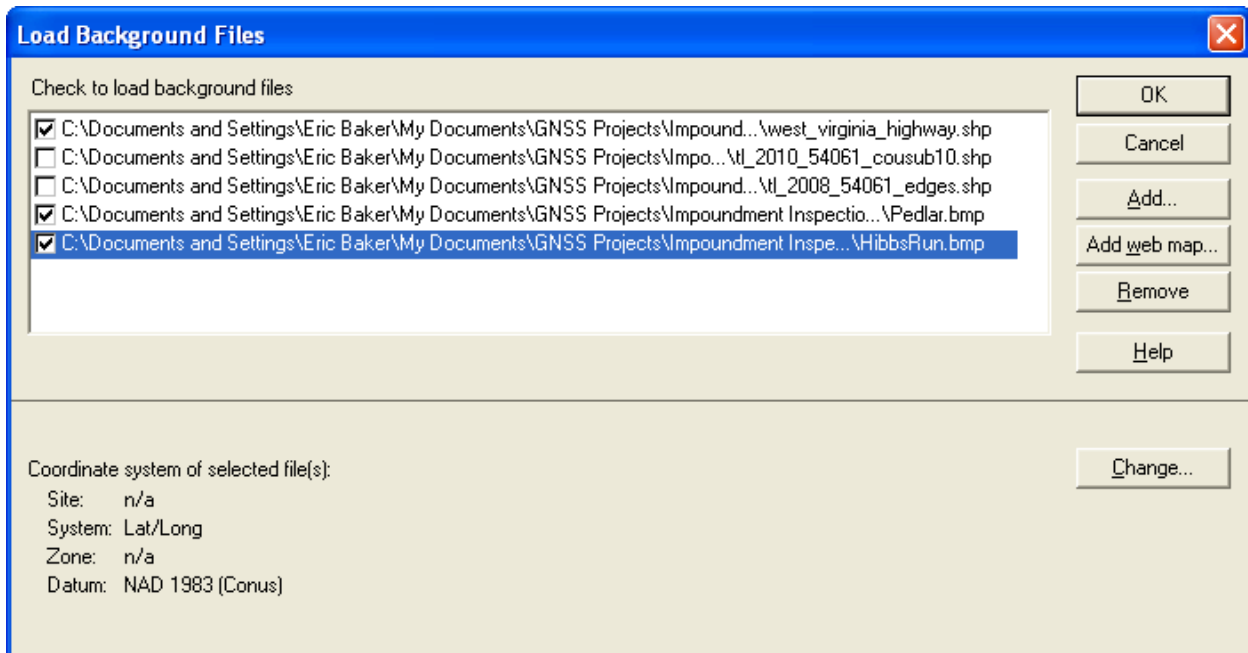 Load Background Files
Check to load background files
C:\Documents and Settings\Eric Baker\My Documents\GNSS Projects\Impound...\west_virginia_highway.shp
C:\Documents and Settings\Eric Baker\My Documents\GNSS Projects\Impo...\tl_2010_54061_cousub10.shp
C:\Documents and Settings\Eric Baker\My Documents\GNSS Projects\Impound...\tl_2008_54061_edges.shp
C:\Documents and Settings\Eric Baker\My Documents\GNSS Projects\Impoundment Inspectio...\Pedlar.bmp
C:\Documents and Settings\Eric Baker\My Documents\GNSS Projects\Impoundment Inspe...\HibbsRun.bmp
OK
Cancel
Add...
Add web map...
Remove
Help
Coordinate system of selected file(s):
Site: n/a
System: Lat/Long
Zone: n/a
Datum: NAD 1983 (Conus)
Change...